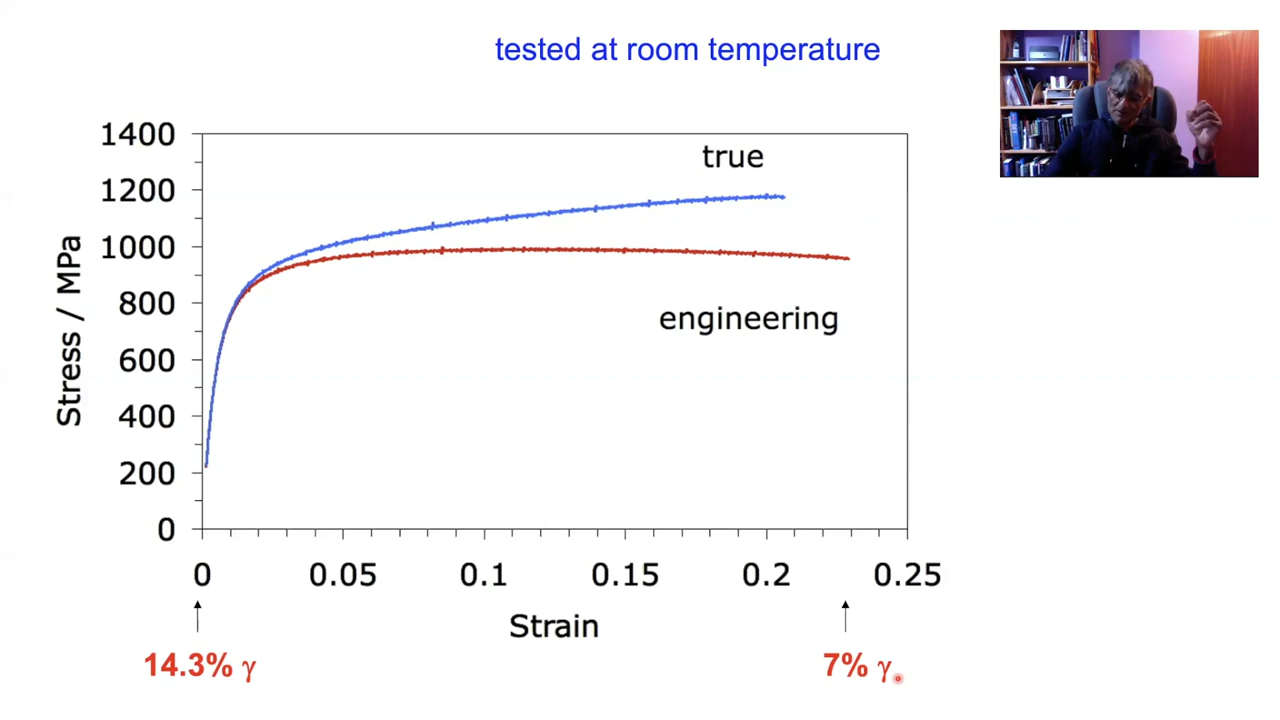 tested at room temperature
1400
1200
1000
800
600
400
200
0
Stress / MPa
true
engineering
0 0.05 0.1 0.15 0.2 0.25
Strain
14.3% γ 7% γ